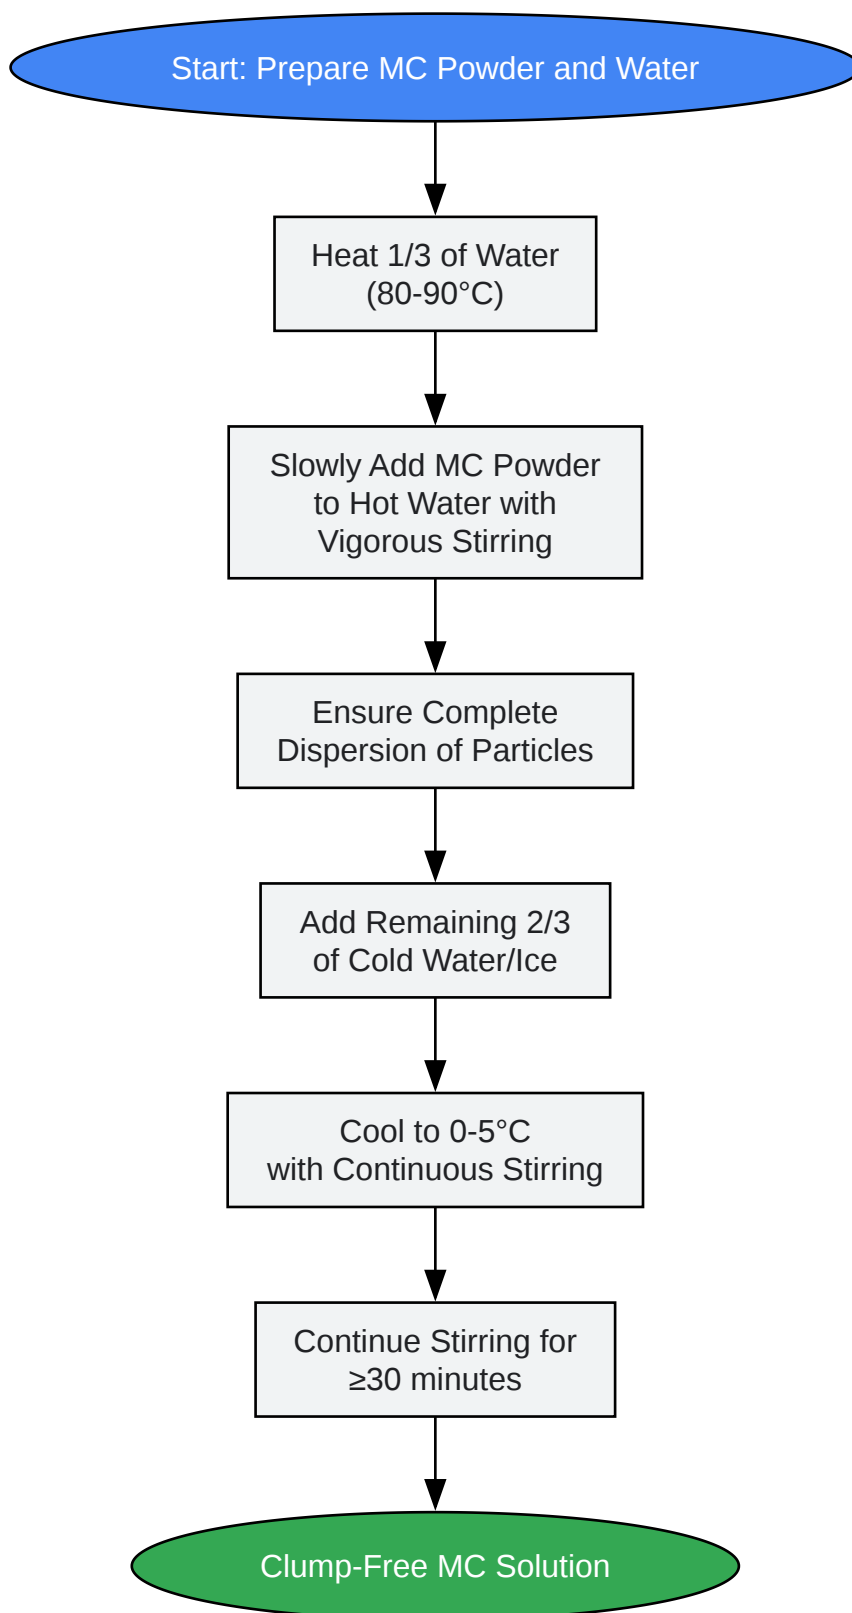 Start: Prepare MC Powder and Water
Heat 1/3 of Water
(80-90°C)
Slowly Add MC Powder
to Hot Water with
Vigorous Stirring
Ensure Complete
Dispersion of Particles
Add Remaining 2/3
of Cold Water/Ice
Cool to 0-5°C
with Continuous Stirring
Continue Stirring for
≥30 minutes
Clump-Free MC Solution